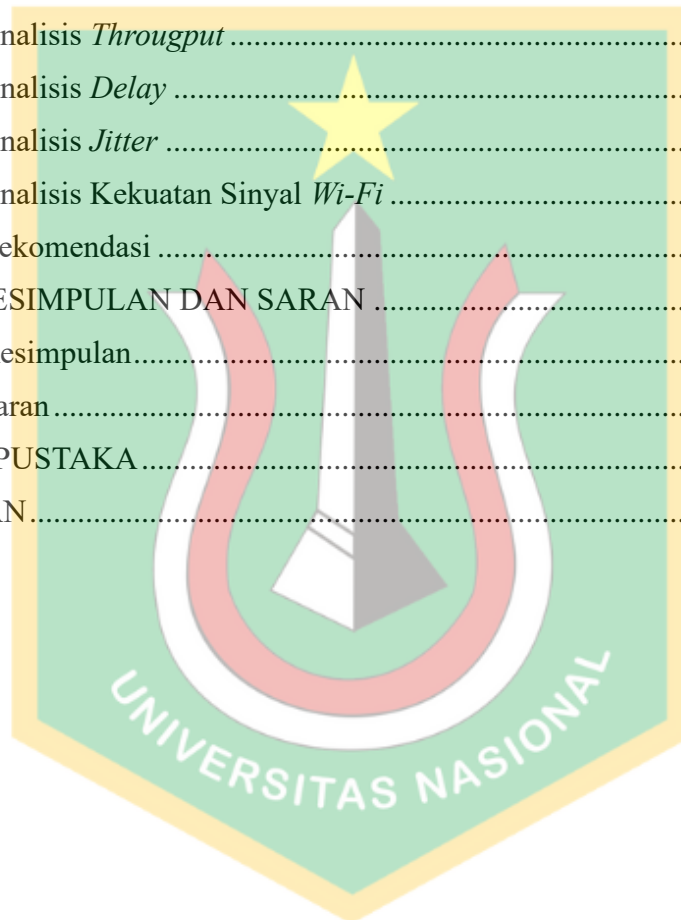 nalisis Througput ........................................................
nalisis Delay ................................................................
nalisis Jitter ..................................................................
nalisis Kekuatan Sinyal Wi-Fi ....................................
ekomendasi ..................................................................
ESIMPULAN DAN SARAN ......................................
esimpulan.....................................................................
aran ...............................................................................
PUSTAKA ....................................................................
AN..................................................................................
UNIVERSITAS NASIONAL